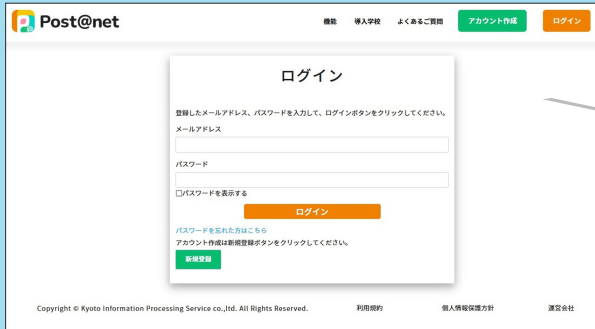 Post@net
機能 導入学校 よくあるご質問 アカウント作成 ログイン
ログイン
登録したメールアドレス、パスワードを入力して、ログインボタンをクリックしてください。
メールアドレス
パスワード
パスワードを表示する
ログイン
パスワードを忘れた方はこちら
アカウント作成は新規登録ボタンをクリックしてください。
新規登録
Copyright © Kyoto Information Processing Service co.,ltd. All Rights Reserved. 利用規約 個人情報保護方針 運営会社